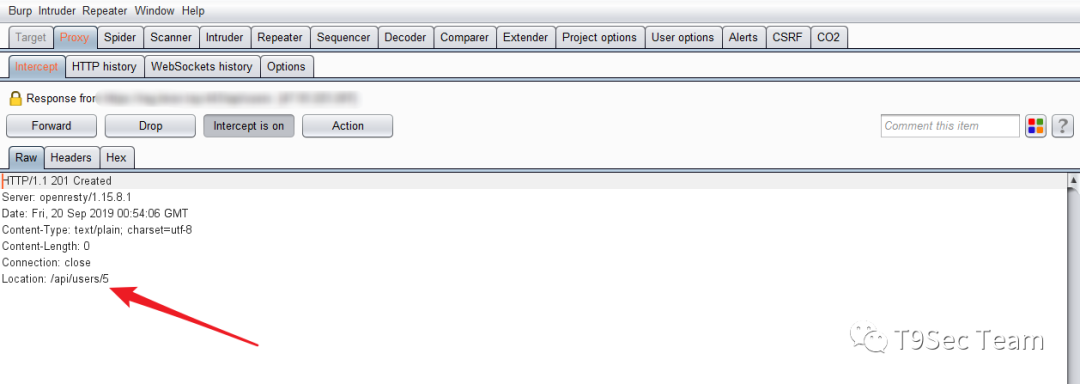 Burp Intruder Repeater Window Help
Target Proxy Spider Scanner Intruder Repeater Sequencer Decoder Comparer Extender Project options User options Alerts CSRF CO2
Intercept HTTP history WebSockets history Options
Response from
Forward Drop Intercept is on Action Comment this item ?
Raw Headers Hex
HTTP/1.1 201 Created
Server: openresty/1.15.8.1
Date: Fri, 20 Sep 2019 00:54:06 GMT
Content-Type: text/plain; charset=utf-8
Content-Length: 0
Connection: close
Location: /api/users/5
T9Sec Team